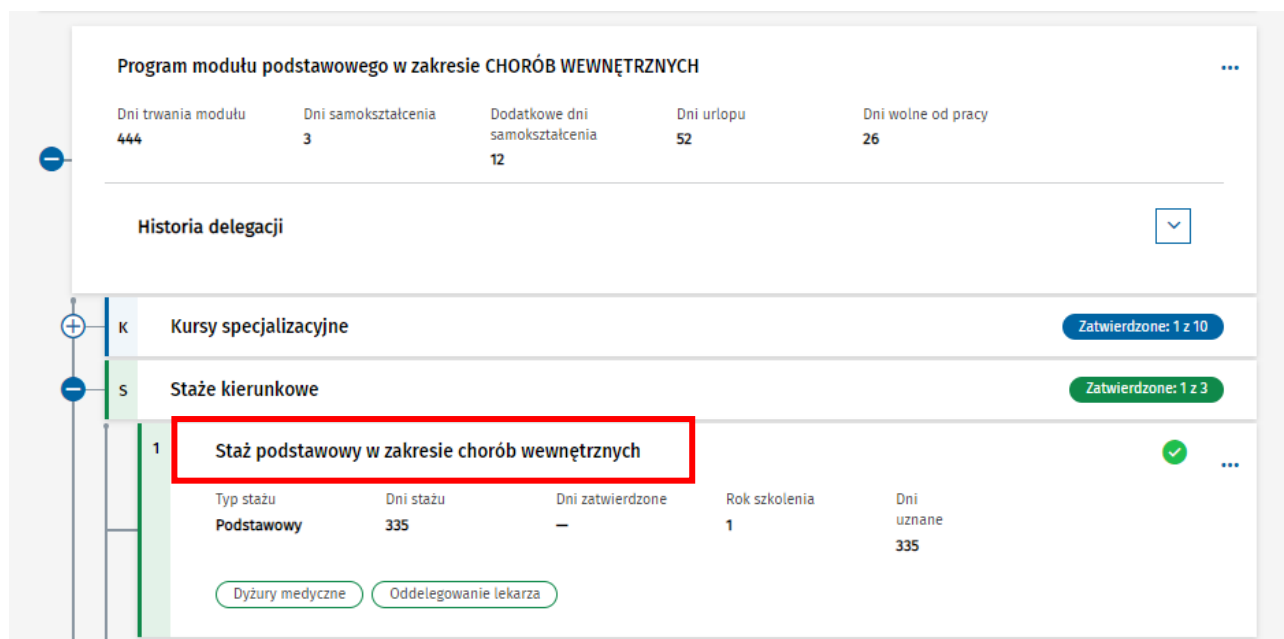 Program modułu podstawowego w zakresie CHORÓB WEWNĘTRZNYCH
Dni trwania modułu
444
Dni samokształcenia
3
Dodatkowe dni
samokształcenia
12
Dni urlopu
52
Dni wolne od pracy
26
Historia delegacji
K
Kursy specjalizacyjne
Zatwierdzone: 1 z 10
S
Staże kierunkowe
Zatwierdzone: 1 z 3
1
Staż podstawowy w zakresie chorób wewnętrznych
Typ stażu
Podstawowy
Dni stażu
335
Dni zatwierdzone
—
Rok szkolenia
1
Dni
uznane
335
Dyżury medyczne
Oddelegowanie lekarza